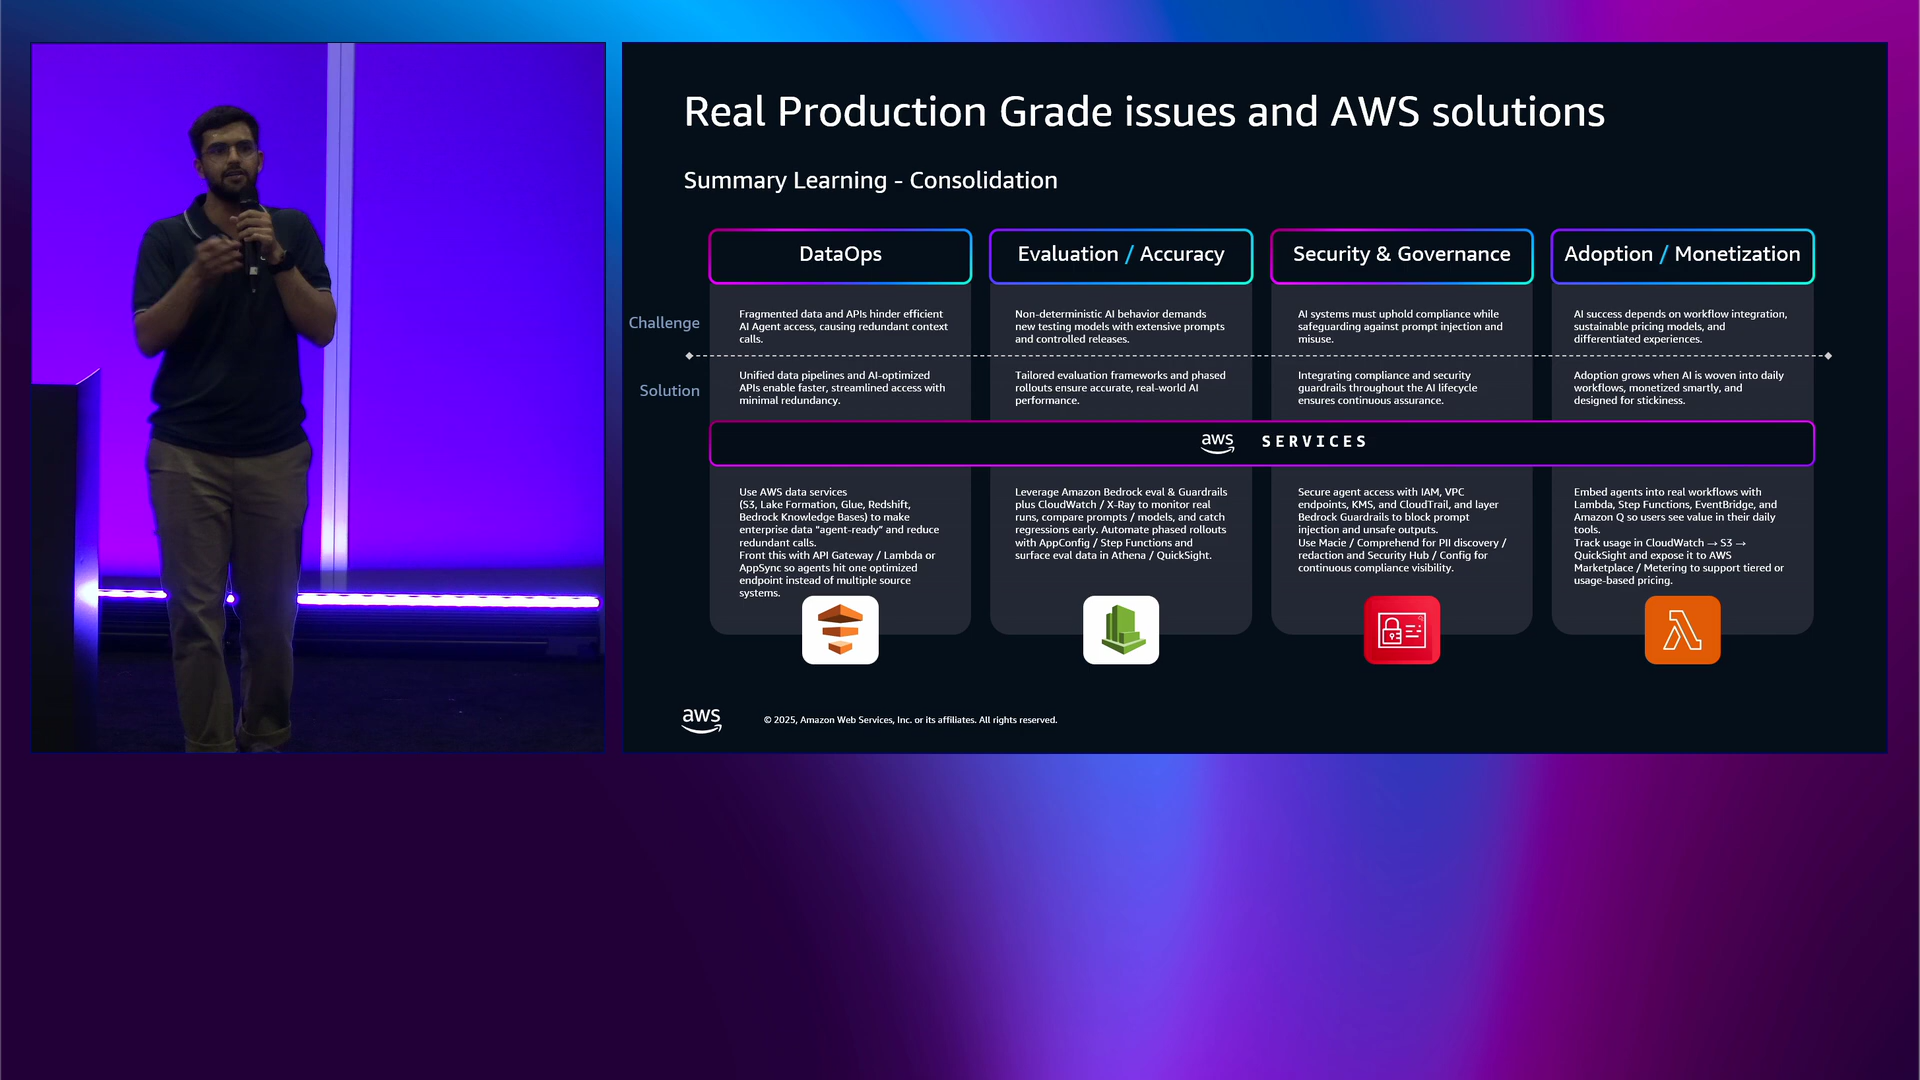 Real Production Grade issues and AWS solutions
Summary Learning - Consolidation
DataOps
Evaluation / Accuracy
Security & Governance
Adoption / Monetization
Challenge
Fragmented data and APIs hinder efficient
AI Agent access, causing redundant context
calls.
Non-deterministic AI behavior demands
new testing models with extensive prompts
and controlled releases.
AI systems must uphold compliance while
safeguarding against prompt injection and
misuse.
AI success depends on workflow integration,
sustainable pricing models, and
differentiated experiences.
Solution
Unified data pipelines and AI-optimized
APIs enable faster, streamlined access with
minimal redundancy.
Tailored evaluation frameworks and phased
rollouts ensure accurate, real-world AI
performance.
Integrating compliance and security
guardrails throughout the AI lifecycle
ensures continuous assurance.
Adoption grows when AI is woven into daily
workflows, monetized smartly, and
designed for stickiness.
aws SERVICES
Use AWS data services
(S3, Lake Formation, Glue, Redshift,
Bedrock Knowledge Bases) to make
enterprise data “agent-ready” and reduce
redundant calls.
Front this with API Gateway / Lambda or
AppSync so agents hit one optimized
endpoint instead of multiple source
systems.
Leverage Amazon Bedrock eval & Guardrails
plus CloudWatch / X-Ray to monitor real
runs, compare prompts / models, and catch
regressions early. Automate phased rollouts
with AppConfig / Step Functions and
surface eval data in Athena / QuickSight.
Secure agent access with IAM, VPC
endpoints, KMS, and CloudTrail, and layer
Bedrock Guardrails to block prompt
injection and unsafe outputs.
Use Macie / Comprehend for PII discovery /
redaction and Security Hub / Config for
continuous compliance visibility.
Embed agents into real workflows with
Lambda, Step Functions, EventBridge, and
Amazon Q so users see value in their daily
tools.
Track usage in CloudWatch → S3 →
QuickSight and expose it to AWS
Marketplace / Metering to support tiered or
usage-based pricing.
aws
© 2025, Amazon Web Services, Inc. or its affiliates. All rights reserved.